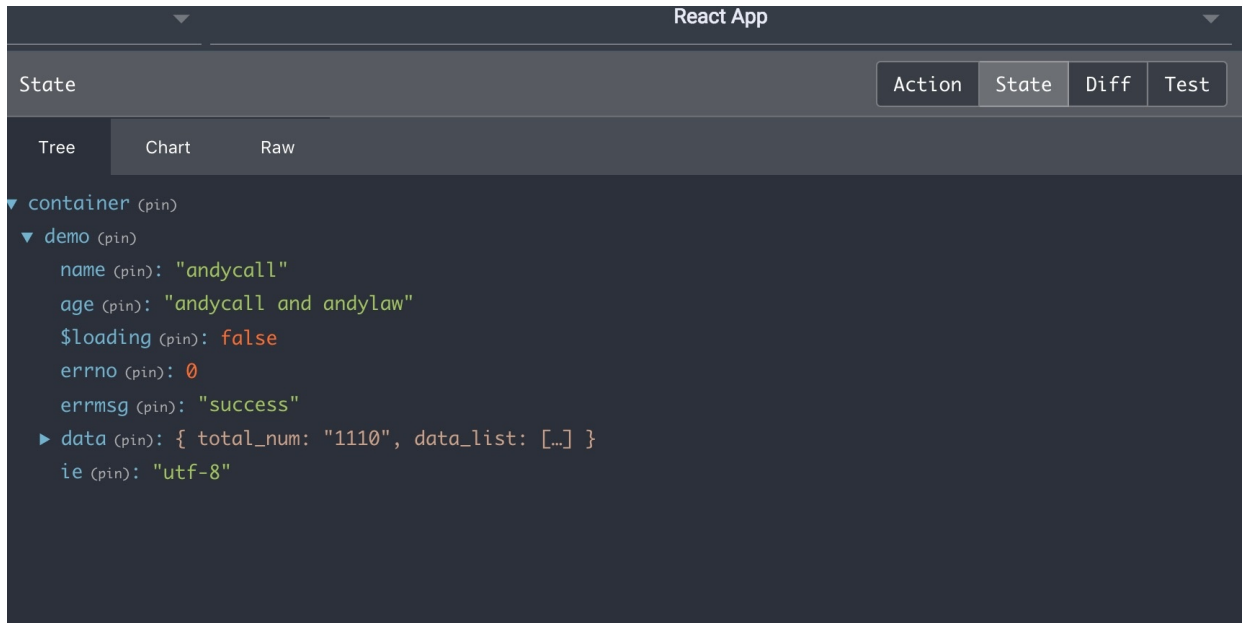 React App
State Action State Diff Test
Tree Chart Raw
▼ container (pin)
▼ demo (pin)
name (pin): "andycall"
age (pin): "andycall and andylaw"
$loading (pin): false
errno (pin): 0
errmsg (pin): "success"
▶ data (pin): { total_num: "1110", data_list: […] }
ie (pin): "utf-8"